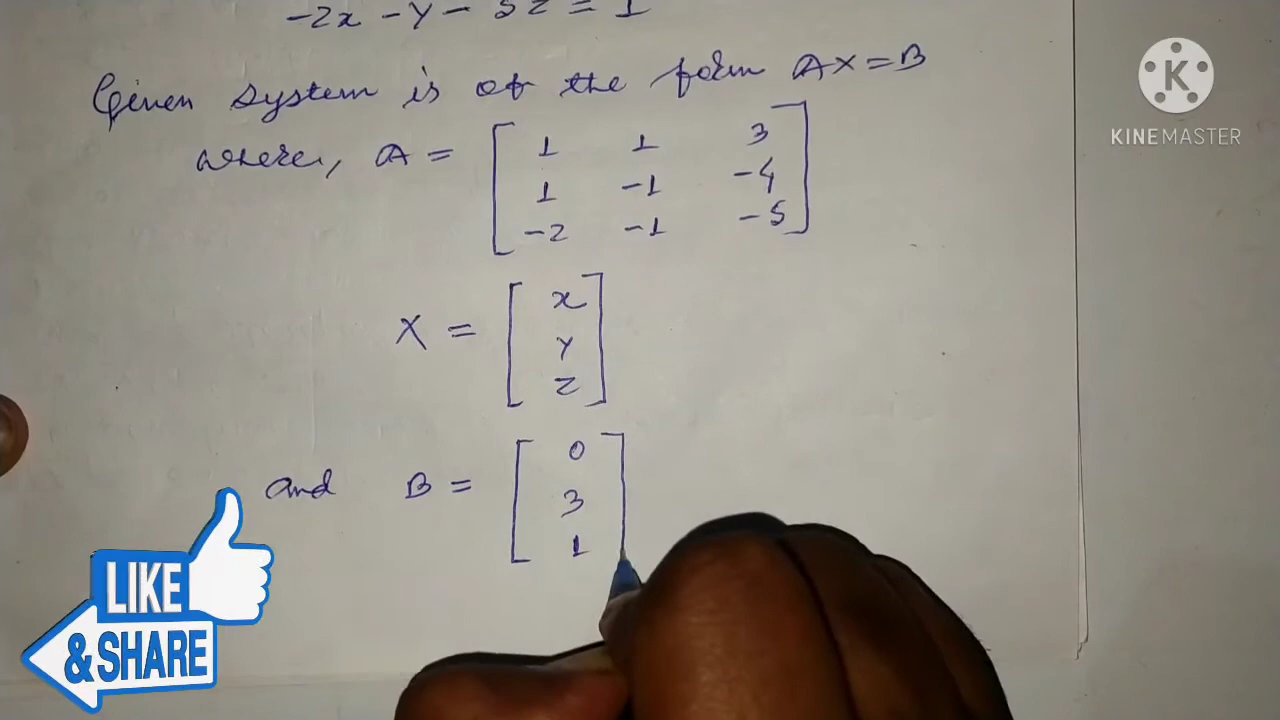 -2x - y - 5z = 1
Given system is of the form AX = B
where, A = [ 1 1 3
1 -1 -4
-2 -1 -5 ]
X = [ x
y
z ]
and B = [ 0
3
1 ]
K
KINEMASTER
LIKE
& SHARE